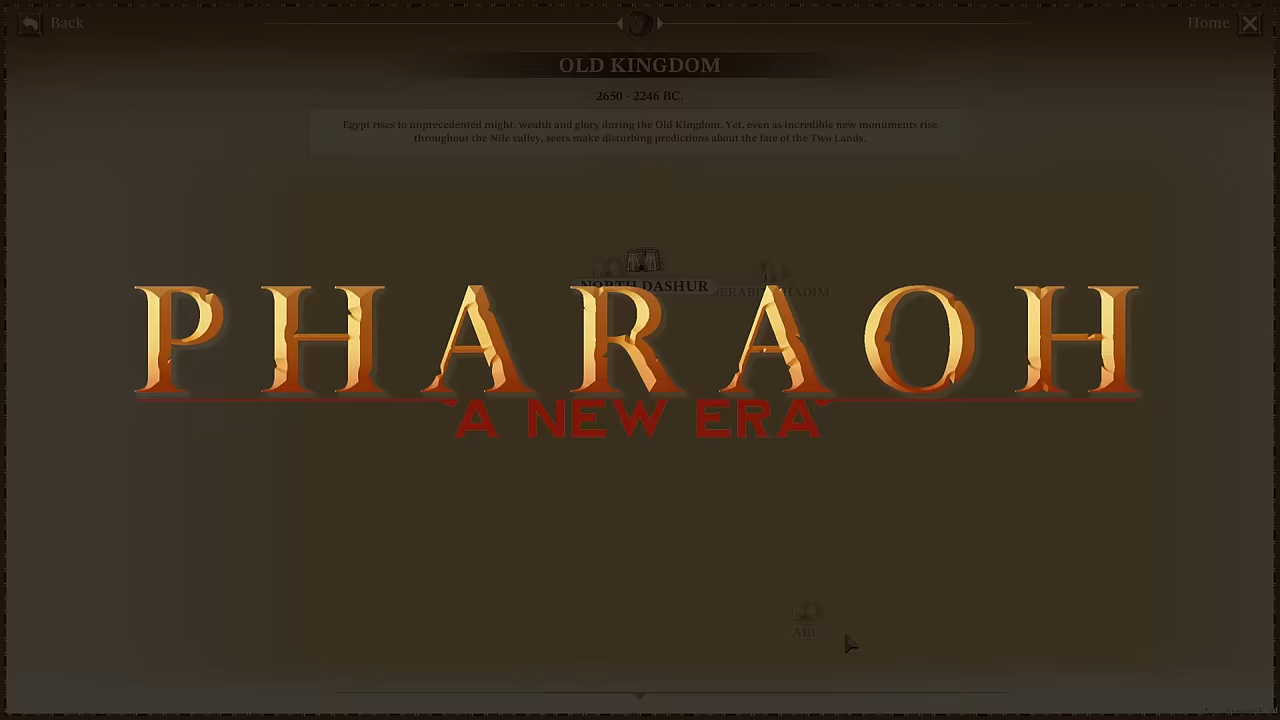 Back
Home
OLD KINGDOM
2650 - 2246 BC.
Egypt rises to unprecedented might, wealth and glory during the Old Kingdom. Yet, even as incredible new monuments rise
throughout the Nile valley, seers make disturbing predictions about the fate of the Two Lands.
NORTH DASHUR
PHARAOH
A NEW ERA